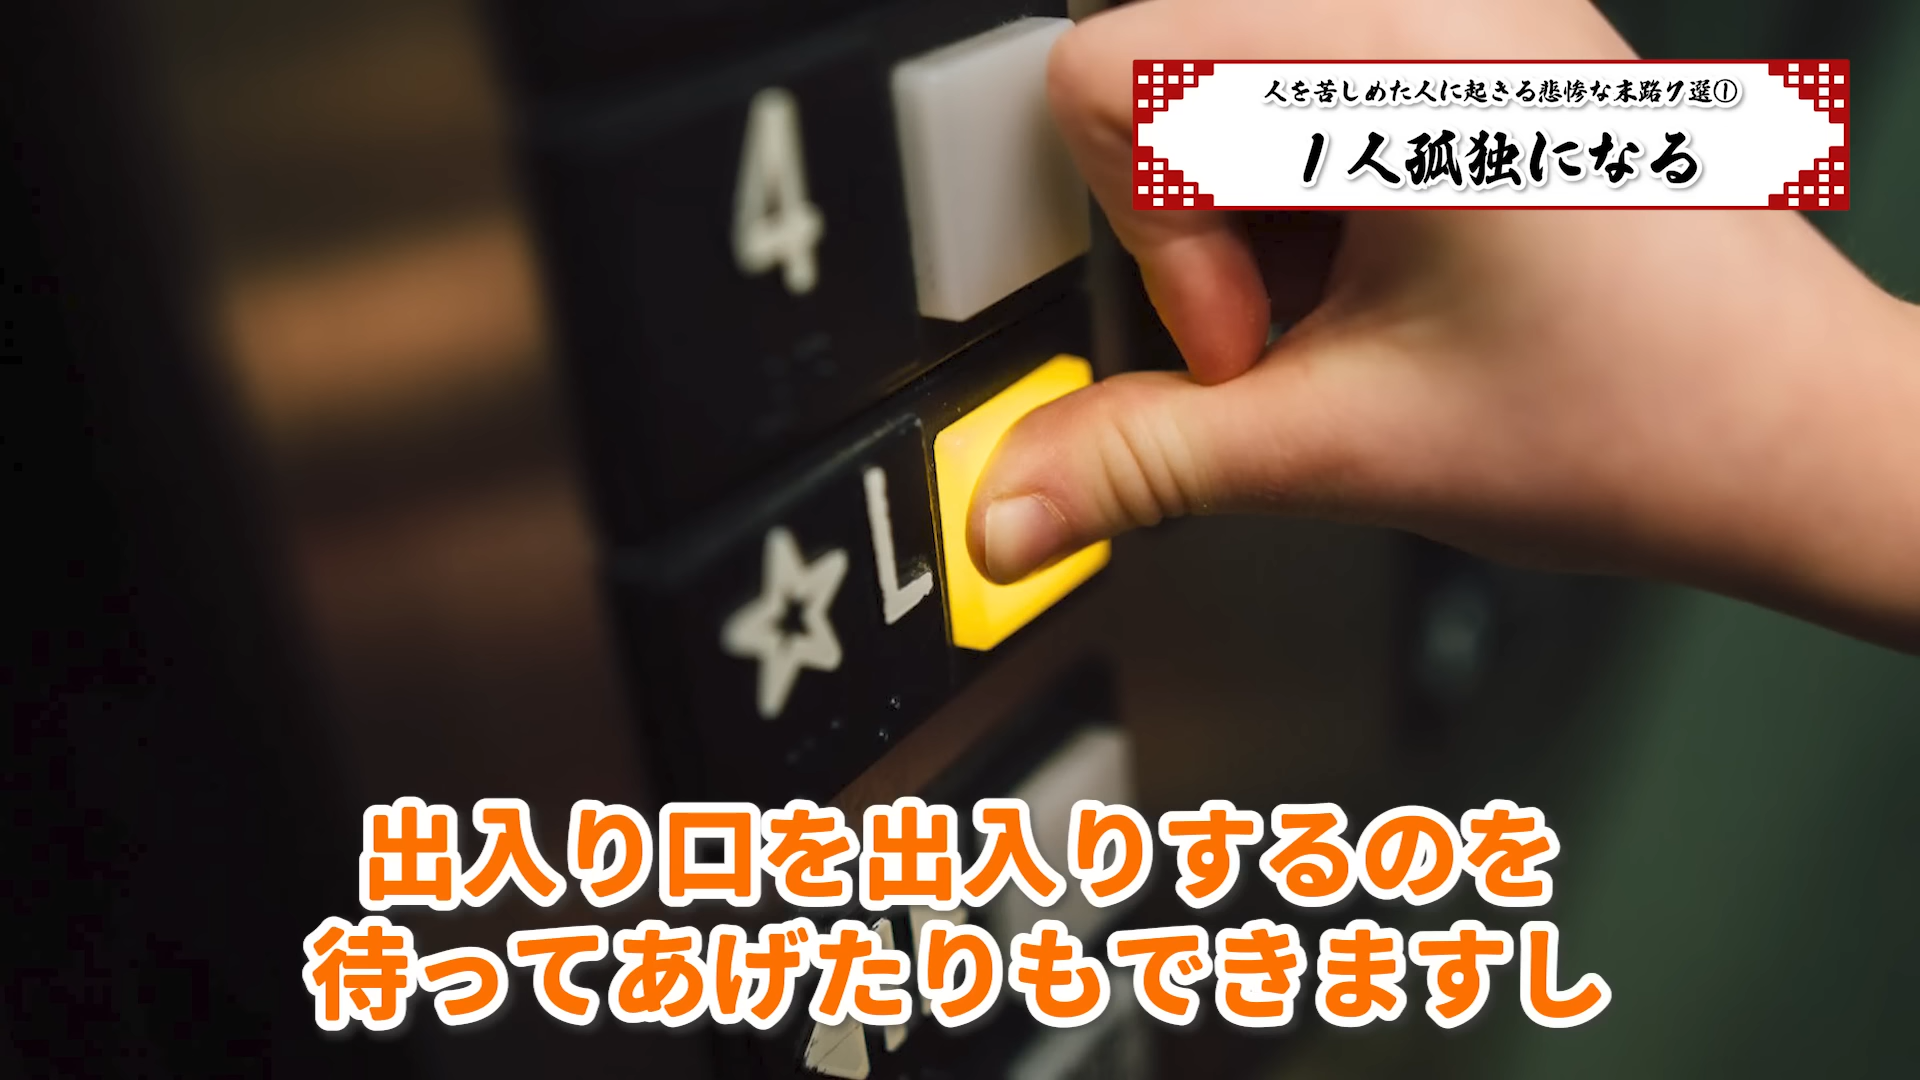 人を苦しめた人に起きる悲惨な末路7選①
1人孤独になる
4
☆ L
出入り口を出入りするのを
待ってあげたりもできますし